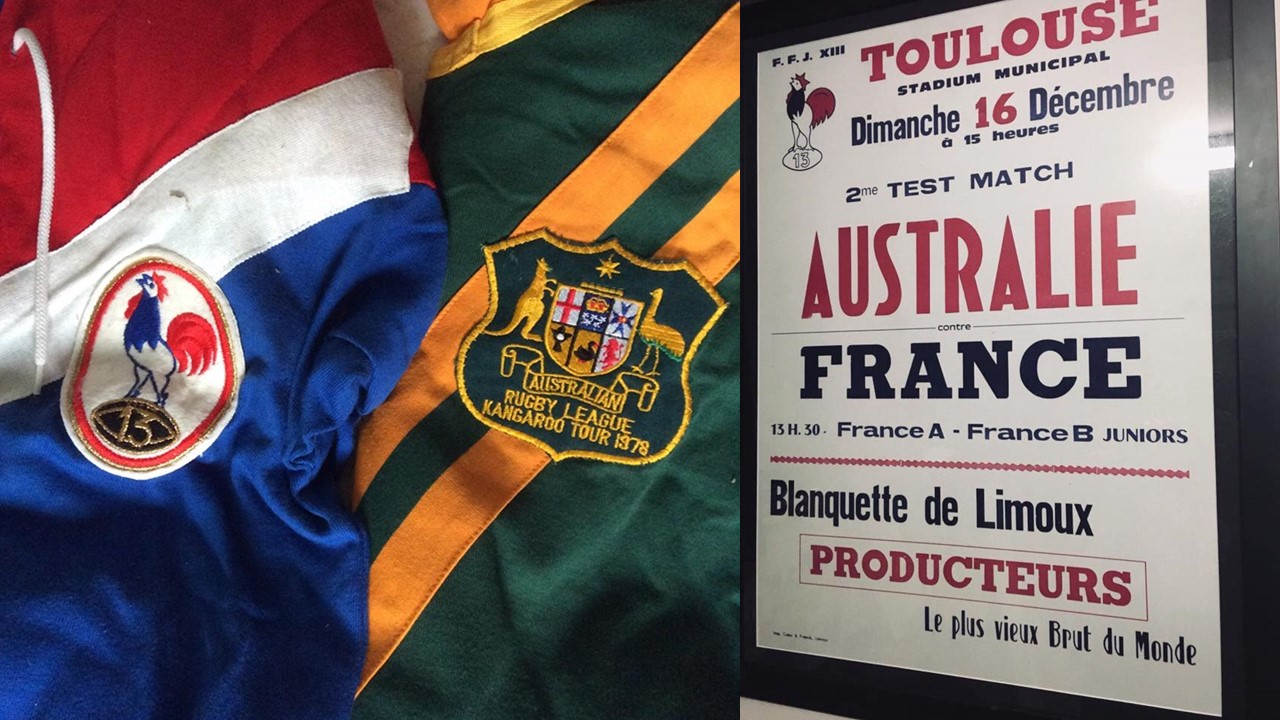 13
AUSTRALIAN
RUGBY LEAGUE
KANGAROO TOUR 1978
F. F. J. XIII
TOULOUSE
STADIUM MUNICIPAL
Dimanche 16 Décembre
à 15 heures
13
2me TEST MATCH
AUSTRALIE
contre
FRANCE
13 H. 30 - France A - France B JUNIORS
Blanquette de Limoux
PRODUCTEURS
Le plus vieux Brut du Monde